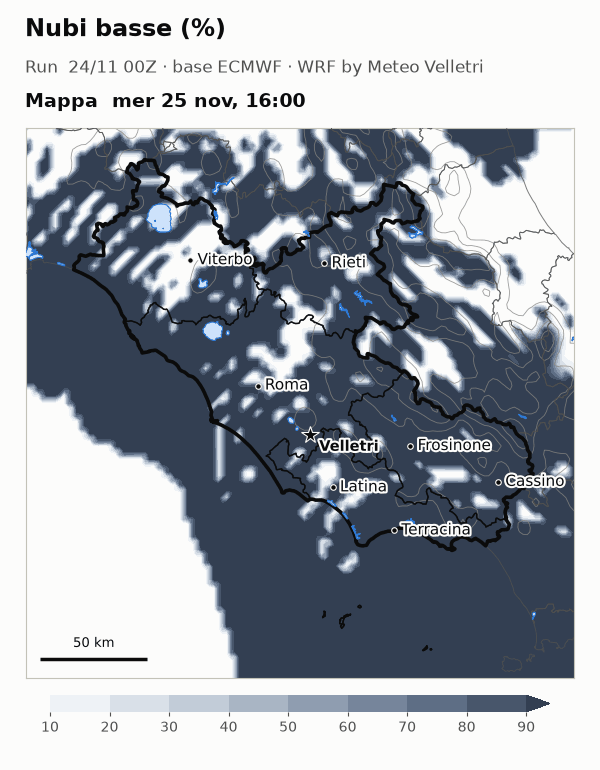 Nubi basse (%)
Run  24/11 00Z · base ECMWF · WRF by Meteo Velletri
Mappa  mer 25 nov, 16:00
Viterbo
Rieti
Roma
Velletri
Frosinone
Cassino
Latina
Terracina
50 km
10 20 30 40 50 60 70 80 90